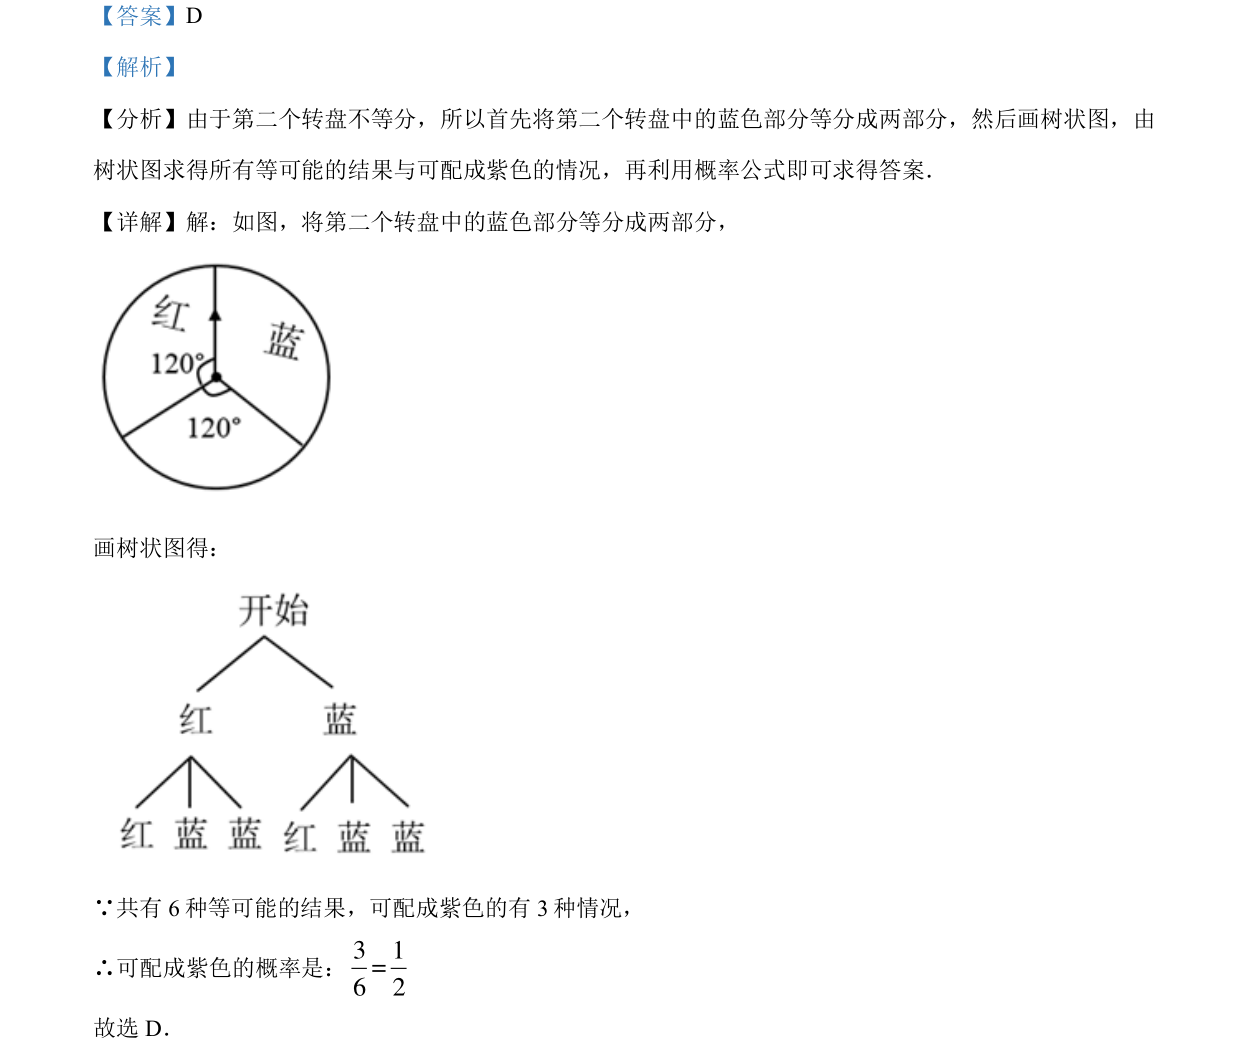 【答案】D
【解析】
【分析】由于第二个转盘不等分，所以首先将第二个转盘中的蓝色部分等分成两部分，然后画树状图，由
树状图求得所有等可能的结果与可配成紫色的情况，再利用概率公式即可求得答案．
【详解】解：如图，将第二个转盘中的蓝色部分等分成两部分，
红
蓝
120°
120°
画树状图得：
开始
红 蓝
红 蓝 蓝 红 蓝 蓝
∵共有 6 种等可能的结果，可配成紫色的有 3 种情况，
∴可配成紫色的概率是：3/6=1/2
故选 D．